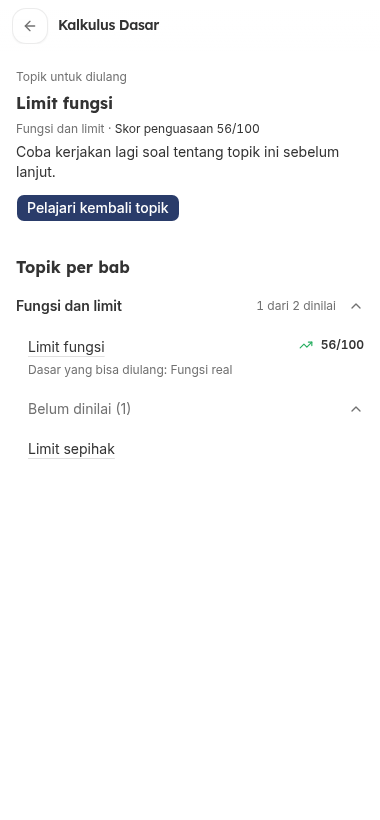 Kalkulus Dasar
Topik untuk diulang
Limit fungsi
Fungsi dan limit · Skor penguasaan 56/100
Coba kerjakan lagi soal tentang topik ini sebelum
lanjut.
Pelajari kembali topik
Topik per bab
Fungsi dan limit 1 dari 2 dinilai
Limit fungsi 56/100
Dasar yang bisa diulang: Fungsi real
Belum dinilai (1)
Limit sepihak